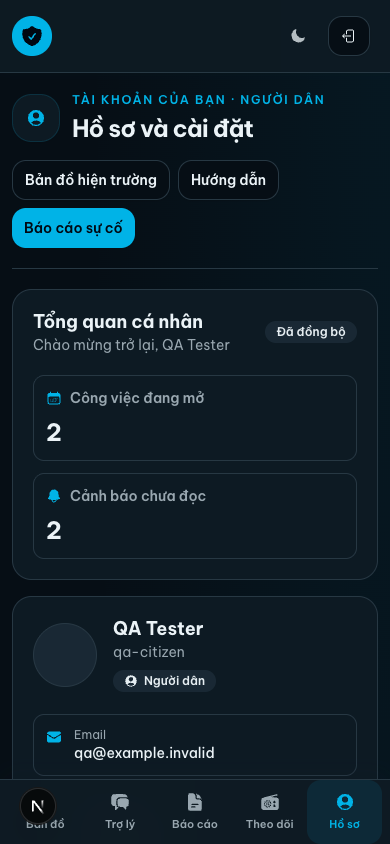 TÀI KHOẢN CỦA BẠN · NGƯỜI DÂN
Hồ sơ và cài đặt
Bản đồ hiện trường
Hướng dẫn
Báo cáo sự cố
Tổng quan cá nhân
Đã đồng bộ
Chào mừng trở lại, QA Tester
Công việc đang mở
2
Cảnh báo chưa đọc
2
QA Tester
qa-citizen
Người dân
Email
qa@example.invalid
N
Bản đồ
Trợ lý
Báo cáo
Theo dõi
Hồ sơ